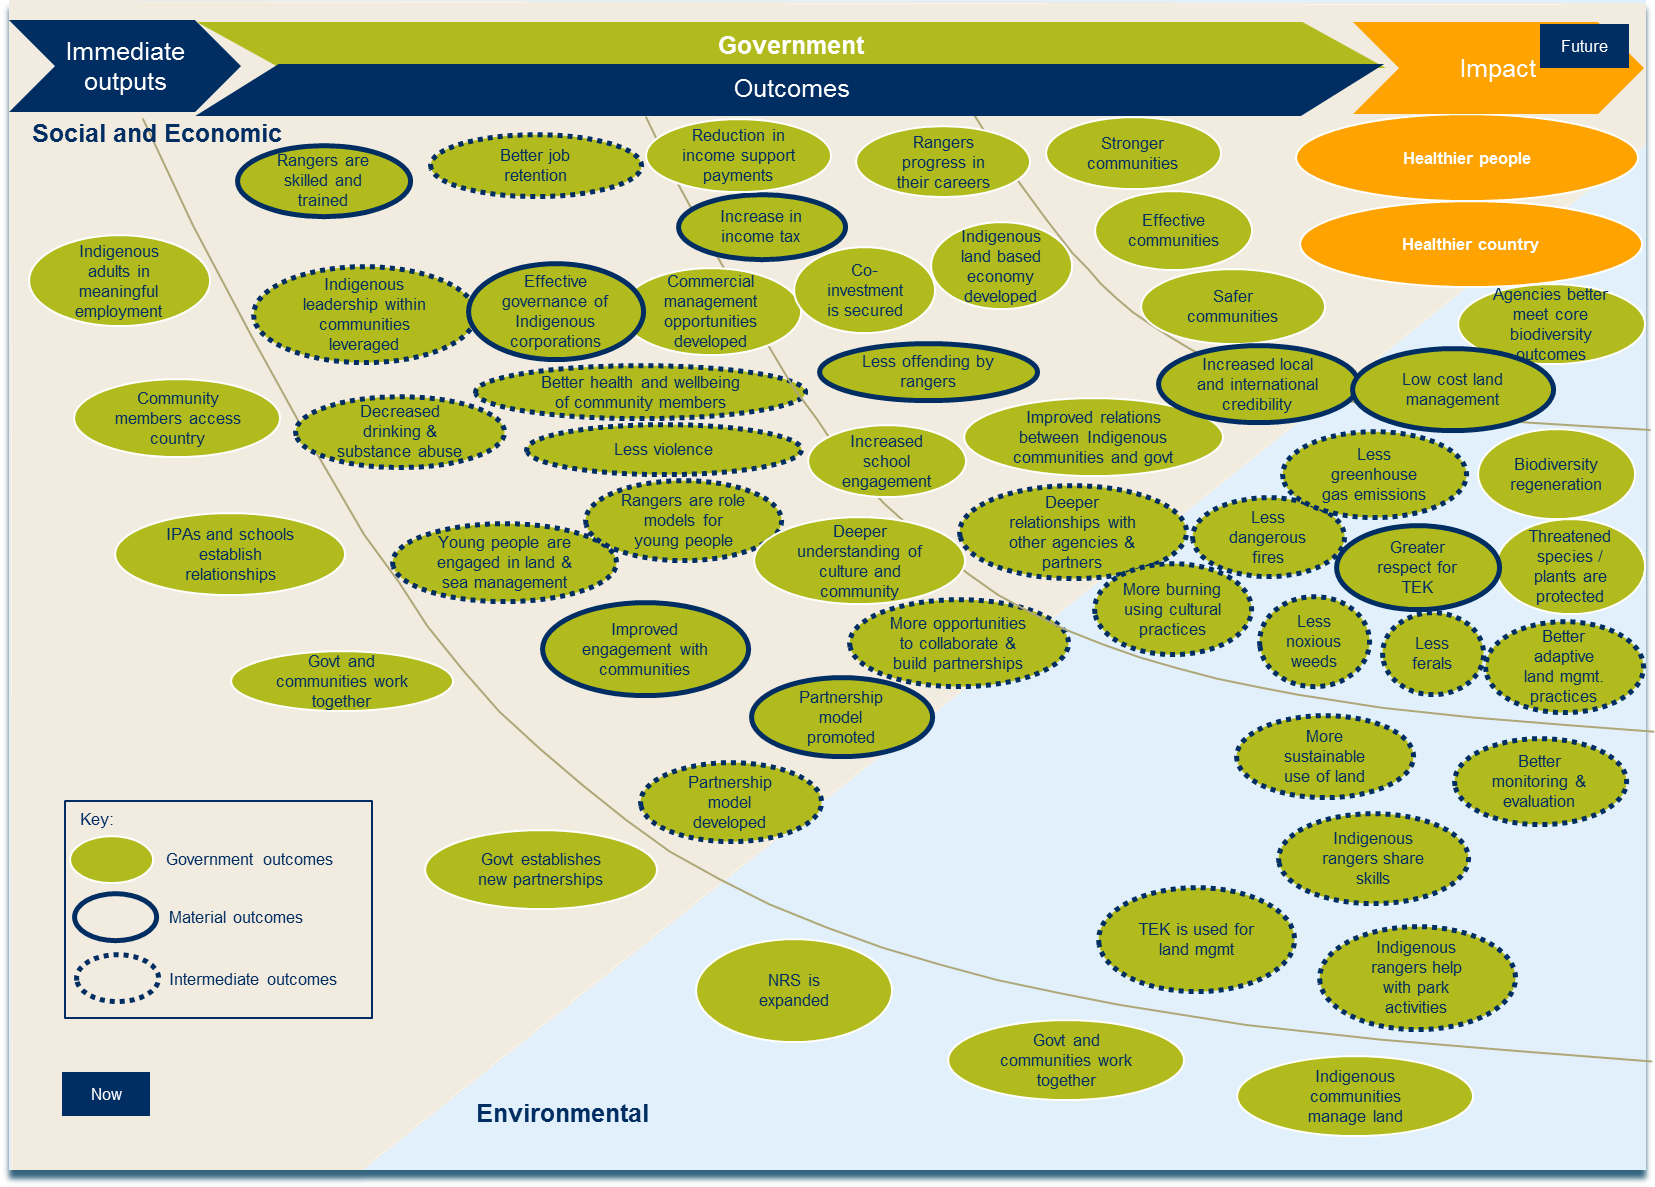 Immediate
outputs
Government
Outcomes
Impact
Future
Social and Economic
Rangers are
skilled and
trained
Better job
retention
Reduction in
income support
payments
Rangers
progress in
their careers
Stronger
communities
Healthier people
Increase in
income tax
Effective
communities
Healthier country
Indigenous
adults in
meaningful
employment
Indigenous
leadership within
communities
leveraged
Effective
governance of
Indigenous
corporations
Commercial
management
opportunities
developed
Co-
investment
is secured
Indigenous
land based
economy
developed
Safer
communities
Agencies better
meet core
biodiversity
outcomes
Less offending by
rangers
Increased local
and international
credibility
Low cost land
management
Community
members access
country
Decreased
drinking &
substance abuse
Better health and wellbeing
of community members
Less violence
Increased
school
engagement
Improved relations
between Indigenous
communities and govt
Less
greenhouse
gas emissions
Biodiversity
regeneration
IPAs and schools
establish
relationships
Young people are
engaged in land &
sea management
Rangers are role
models for
young people
Deeper
understanding of
culture and
community
Deeper
relationships with
other agencies &
partners
Less
dangerous
fires
Greater
respect for
TEK
Threatened
species /
plants are
protected
More burning
using cultural
practices
Less
noxious
weeds
Less
ferals
Better
adaptive
land mgmt.
practices
Govt and
communities work
together
Improved
engagement with
communities
More opportunities
to collaborate &
build partnerships
Partnership
model
promoted
Partnership
model
developed
More
sustainable
use of land
Better
monitoring &
evaluation
Key:
Government outcomes
Material outcomes
Intermediate outcomes
Govt establishes
new partnerships
Indigenous
rangers share
skills
TEK is used for
land mgmt
Indigenous
rangers help
with park
activities
NRS is
expanded
Govt and
communities work
together
Indigenous
communities
manage land
Now
Environmental